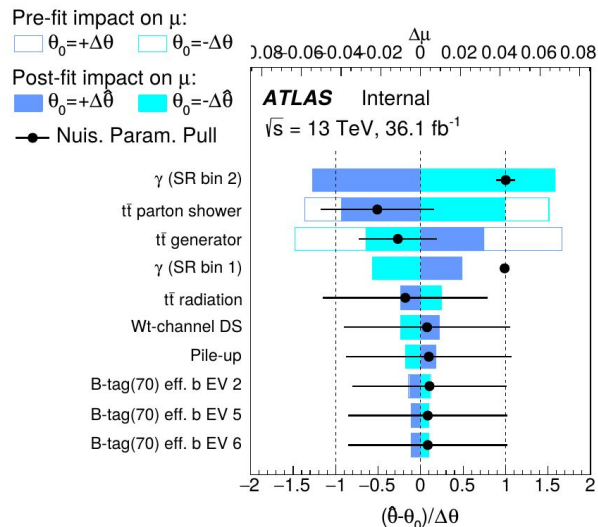 Pre-fit impact on μ:
θ₀=+Δθ θ₀=-Δθ
Post-fit impact on μ:
θ₀=+Δθ̂ θ₀=-Δθ̂
Nuis. Param. Pull
Δμ
0.08 −0.06 −0.04 −0.02 0 0.02 0.04 0.06 0.08
ATLAS Internal
√s = 13 TeV, 36.1 fb⁻¹
γ (SR bin 2)
tt̄ parton shower
tt̄ generator
γ (SR bin 1)
tt̄ radiation
Wt-channel DS
Pile-up
B-tag(70) eff. b EV 2
B-tag(70) eff. b EV 5
B-tag(70) eff. b EV 6
−2 −1.5 −1 −0.5 0 0.5 1 1.5 2
(θ̂-θ₀)/Δθ